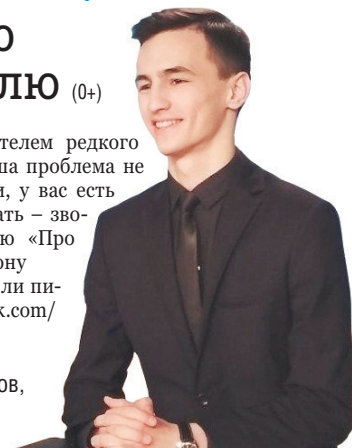 о
лю (0+)
телем редкого
ша проблема не
и, у вас есть
ать – зво-
ю «Про
ону
ли пи-
k.com/
ов,